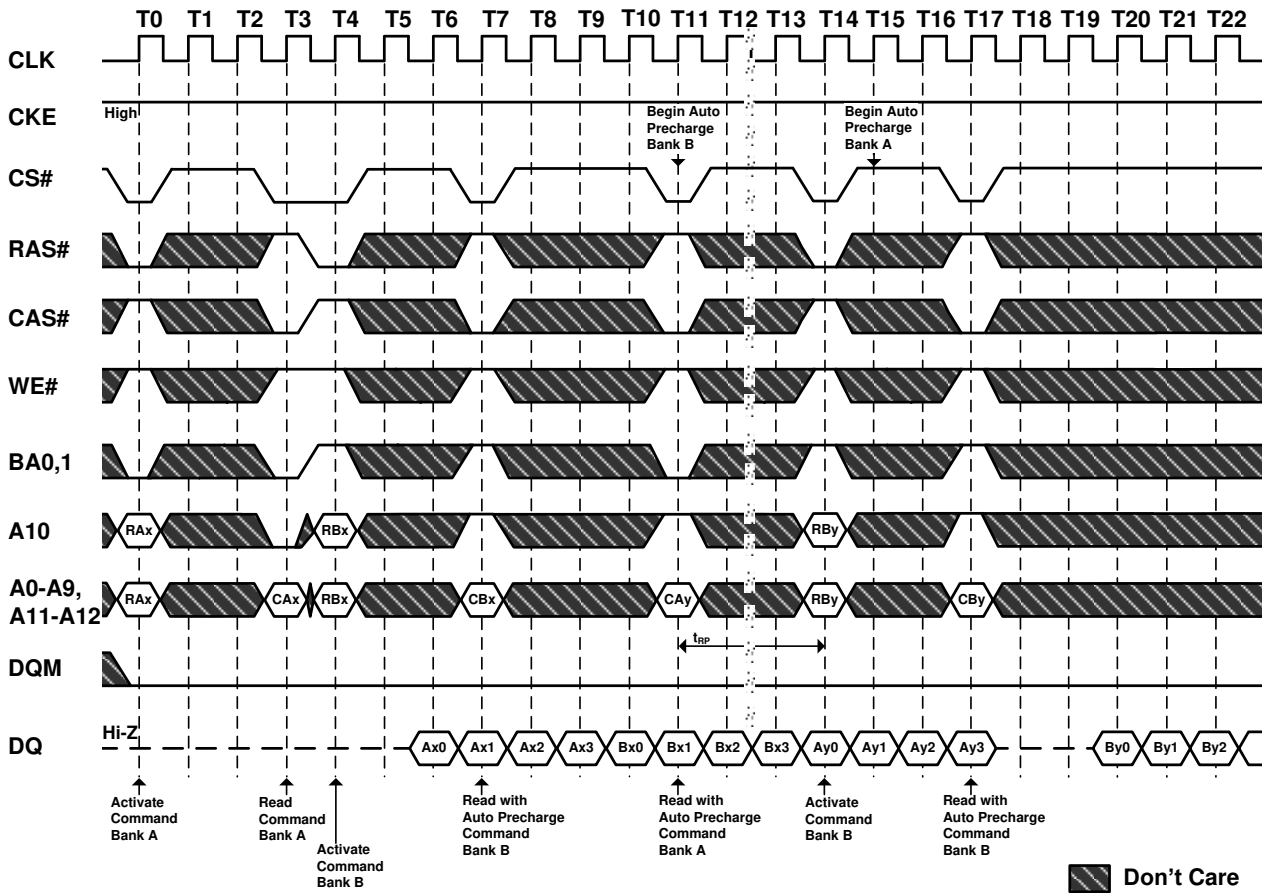 T0 T1 T2 T3 T4 T5 T6 T7 T8 T9 T10 T11 T12 T13 T14 T15 T16 T17 T18 T19 T20 T21 T22
CLK
CKE
High
Begin Auto
Precharge
Bank B
Begin Auto
Precharge
Bank A
CS#
RAS#
CAS#
WE#
BA0,1
A10
RAx RBx RBy
A0-A9,
A11-A12
RAx CAx RBx CBx CAy RBy CBy
tRP
DQM
DQ
Hi-Z
Ax0 Ax1 Ax2 Ax3 Bx0 Bx1 Bx2 Bx3 Ay0 Ay1 Ay2 Ay3 By0 By1 By2
Activate
Command
Bank A
Read
Command
Bank A
Activate
Command
Bank B
Read with
Auto Precharge
Command
Bank B
Read with
Auto Precharge
Command
Bank A
Activate
Command
Bank B
Read with
Auto Precharge
Command
Bank B
Don't Care